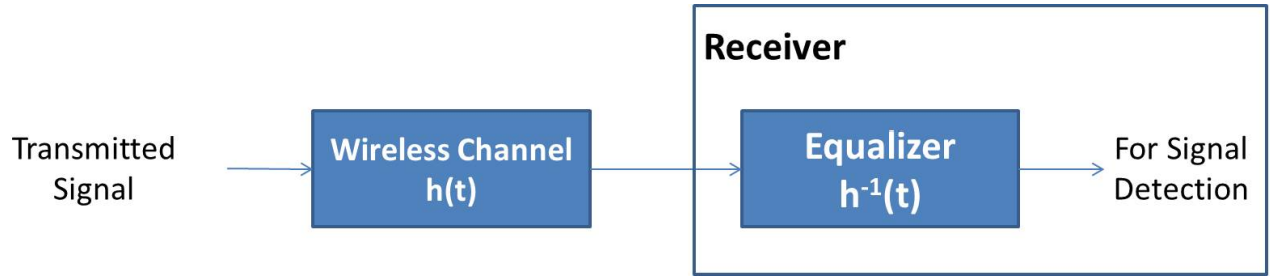 Receiver
Transmitted
Signal
Wireless Channel
h(t)
Equalizer
h⁻¹(t)
For Signal
Detection